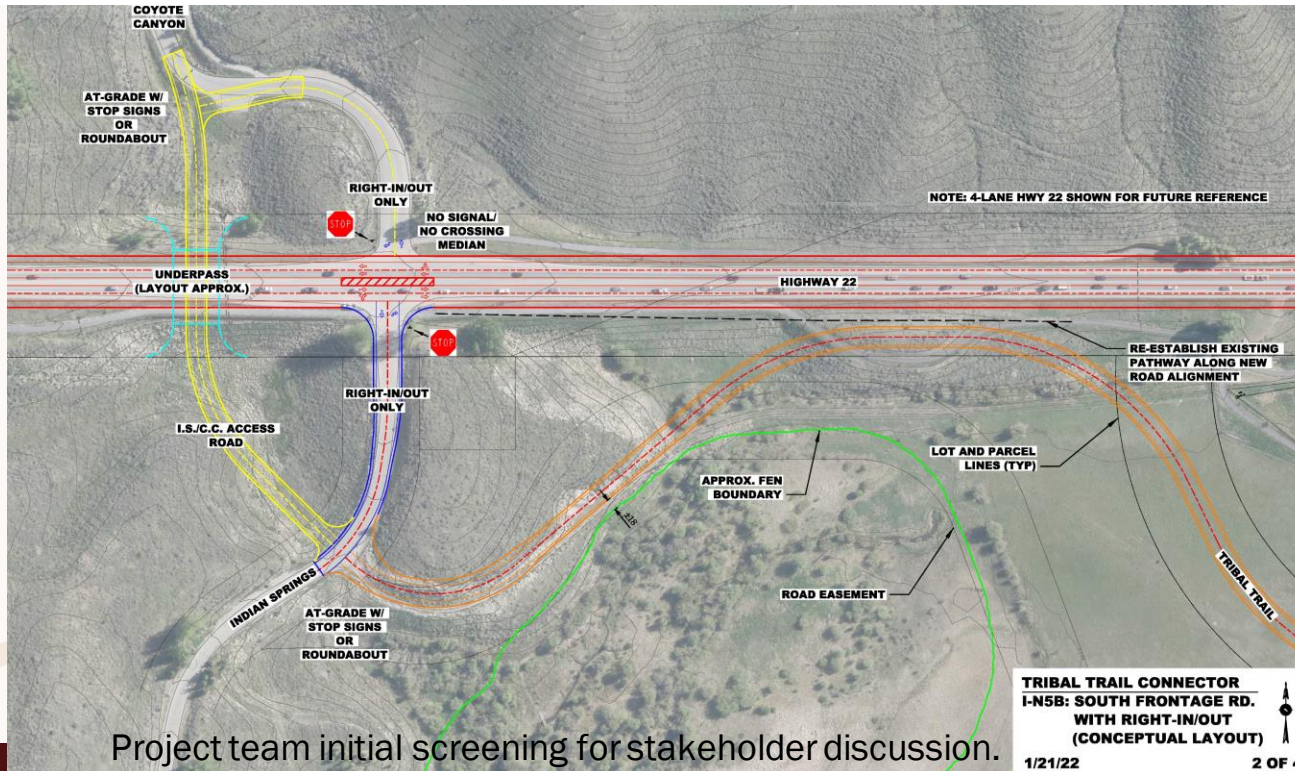 COYOTE
CANYON
AT-GRADE W/
STOP SIGNS
OR
ROUNDABOUT
RIGHT-IN/OUT
ONLY
STOP
NO SIGNAL/
NO CROSSING
MEDIAN
NOTE: 4-LANE HWY 22 SHOWN FOR FUTURE REFERENCE
UNDERPASS
(LAYOUT APPROX.)
HIGHWAY 22
STOP
RE-ESTABLISH EXISTING
PATHWAY ALONG NEW
ROAD ALIGNMENT
RIGHT-IN/OUT
ONLY
I.S./C.C. ACCESS
ROAD
LOT AND PARCEL
LINES (TYP)
APPROX. FEN
BOUNDARY
±18
ROAD EASEMENT
INDIAN SPRINGS
TRIBAL TRAIL
AT-GRADE W/
STOP SIGNS
OR
ROUNDABOUT
TRIBAL TRAIL CONNECTOR
I-N5B: SOUTH FRONTAGE RD.
WITH RIGHT-IN/OUT
(CONCEPTUAL LAYOUT)
1/21/22 2 OF 4
Project team initial screening for stakeholder discussion.